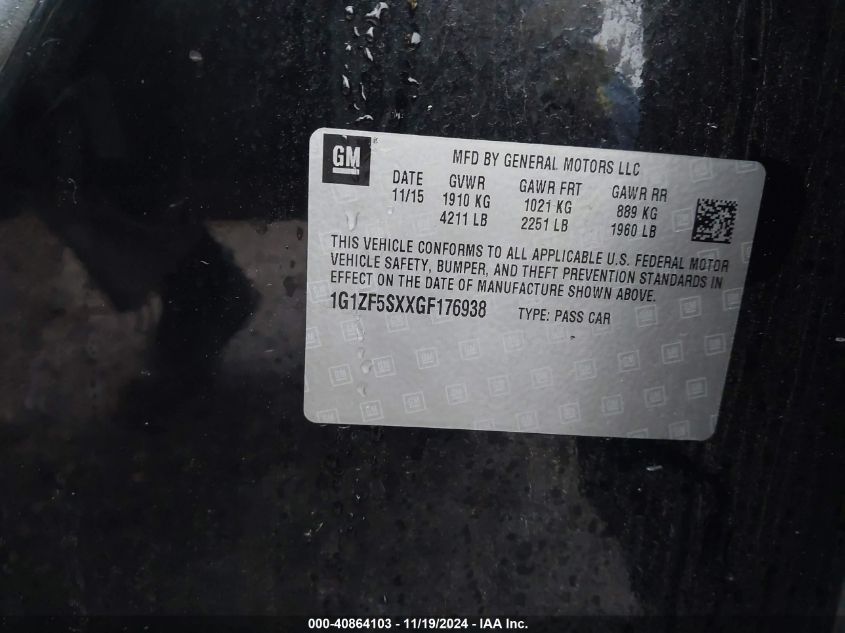 GM
MFD BY GENERAL MOTORS LLC
DATE GVWR GAWR FRT GAWR RR
11/15 1910 KG 1021 KG 889 KG
4211 LB 2251 LB 1960 LB
THIS VEHICLE CONFORMS TO ALL APPLICABLE U.S. FEDERAL MOTOR
VEHICLE SAFETY, BUMPER, AND THEFT PREVENTION STANDARDS IN
EFFECT ON THE DATE OF MANUFACTURE SHOWN ABOVE.
1G1ZF5SXXGF176938 TYPE: PASS CAR
000-40864103 - 11/19/2024 - IAA Inc.